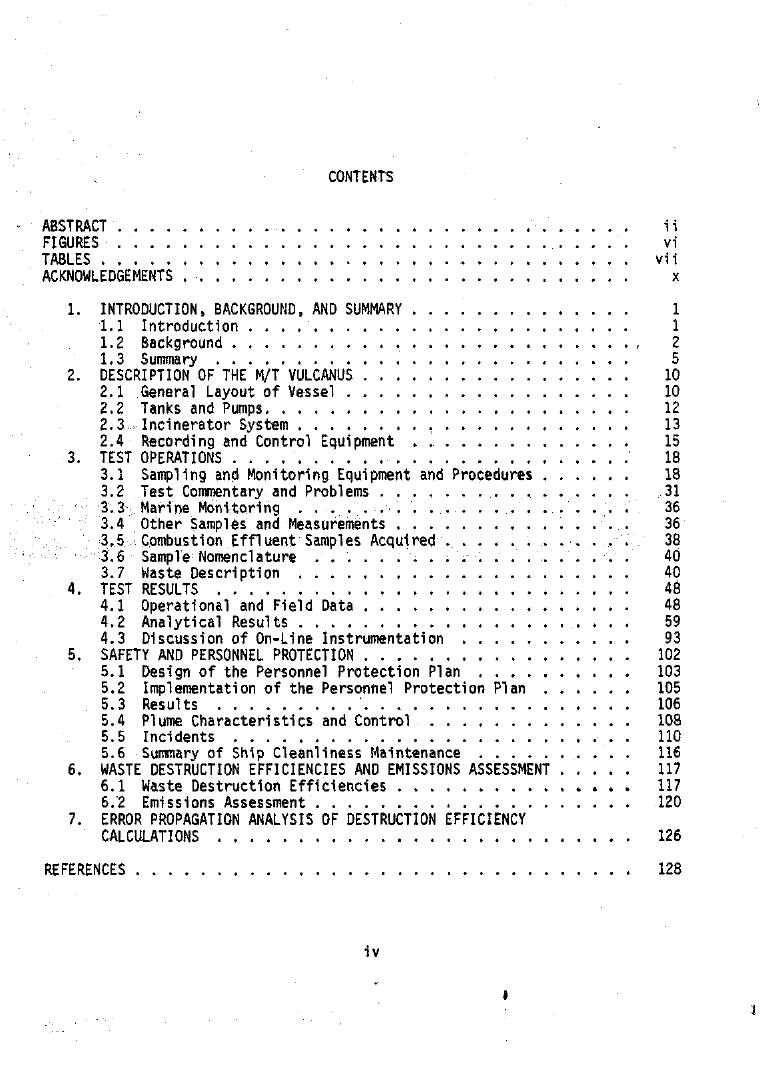 CONTENTS
ABSTRACT . . . . . . . . . . . . . . . . . . . . . . . . . . . . . . . . ii
FIGURES . . . . . . . . . . . . . . . . . . . . . . . . . . . . . . . . vi
TABLES . . . . . . . . . . . . . . . . . . . . . . . . . . . . . . . . . vii
ACKNOWLEDGEMENTS . . . . . . . . . . . . . . . . . . . . . . . . . . . . x
1. INTRODUCTION, BACKGROUND, AND SUMMARY . . . . . . . . . . . . . . 1
1.1 Introduction . . . . . . . . . . . . . . . . . . . . . . . . 1
1.2 Background . . . . . . . . . . . . . . . . . . . . . . . . . 2
1.3 Summary . . . . . . . . . . . . . . . . . . . . . . . . . . 5
2. DESCRIPTION OF THE M/T VULCANUS . . . . . . . . . . . . . . . . . 10
2.1 General Layout of Vessel . . . . . . . . . . . . . . . . . . 10
2.2 Tanks and Pumps. . . . . . . . . . . . . . . . . . . . . . . 12
2.3 Incinerator System . . . . . . . . . . . . . . . . . . . . . 13
2.4 Recording and Control Equipment . . . . . . . . . . . . . . 15
3. TEST OPERATIONS . . . . . . . . . . . . . . . . . . . . . . . . . 18
3.1 Sampling and Monitoring Equipment and Procedures . . . . . . 18
3.2 Test Commentary and Problems . . . . . . . . . . . . . . . . 31
3.3 Marine Monitoring . . . . . . . . . . . . . . . . . . . . . 36
3.4 Other Samples and Measurements . . . . . . . . . . . . . . . 36
3.5 Combustion Effluent Samples Acquired . . . . . . . . . . . . 38
3.6 Sample Nomenclature . . . . . . . . . . . . . . . . . . . . 40
3.7 Waste Description . . . . . . . . . . . . . . . . . . . . . 40
4. TEST RESULTS . . . . . . . . . . . . . . . . . . . . . . . . . . 48
4.1 Operational and Field Data . . . . . . . . . . . . . . . . . 48
4.2 Analytical Results . . . . . . . . . . . . . . . . . . . . . 59
4.3 Discussion of On-Line Instrumentation . . . . . . . . . . . 93
5. SAFETY AND PERSONNEL PROTECTION . . . . . . . . . . . . . . . . . 102
5.1 Design of the Personnel Protection Plan . . . . . . . . . . 103
5.2 Implementation of the Personnel Protection Plan . . . . . . 105
5.3 Results . . . . . . . . . . . . . . . . . . . . . . . . . . 106
5.4 Plume Characteristics and Control . . . . . . . . . . . . . 108
5.5 Incidents . . . . . . . . . . . . . . . . . . . . . . . . . 110
5.6 Summary of Ship Cleanliness Maintenance . . . . . . . . . . 116
6. WASTE DESTRUCTION EFFICIENCIES AND EMISSIONS ASSESSMENT . . . . . 117
6.1 Waste Destruction Efficiencies . . . . . . . . . . . . . . . 117
6.2 Emissions Assessment . . . . . . . . . . . . . . . . . . . . 120
7. ERROR PROPAGATION ANALYSIS OF DESTRUCTION EFFICIENCY
CALCULATIONS . . . . . . . . . . . . . . . . . . . . . . . . . . 126
REFERENCES . . . . . . . . . . . . . . . . . . . . . . . . . . . . . . . 128
iv